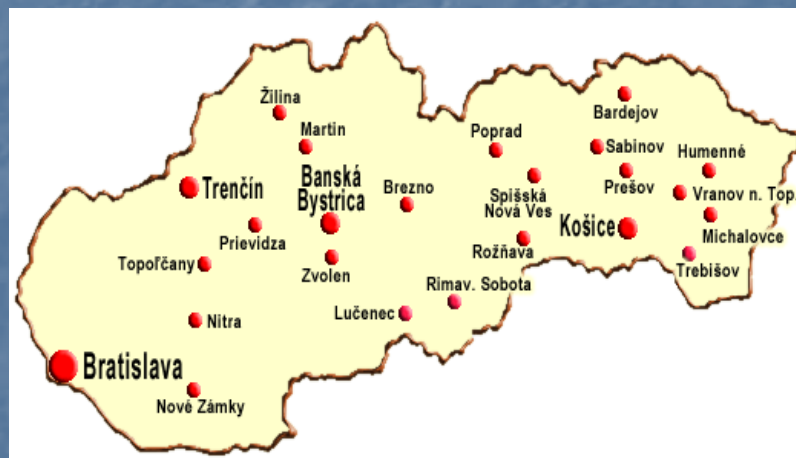 Žilina
Bardejov
Martin
Poprad
Sabinov
Humenné
Trenčín
Banská
Bystrica
Brezno
Spišská
Nová Ves
Prešov
Vranov n. Top.
Prievidza
Košice
Michalovce
Topoľčany
Zvolen
Rožňava
Trebišov
Rimav. Sobota
Lučenec
Nitra
Bratislava
Nové Zámky